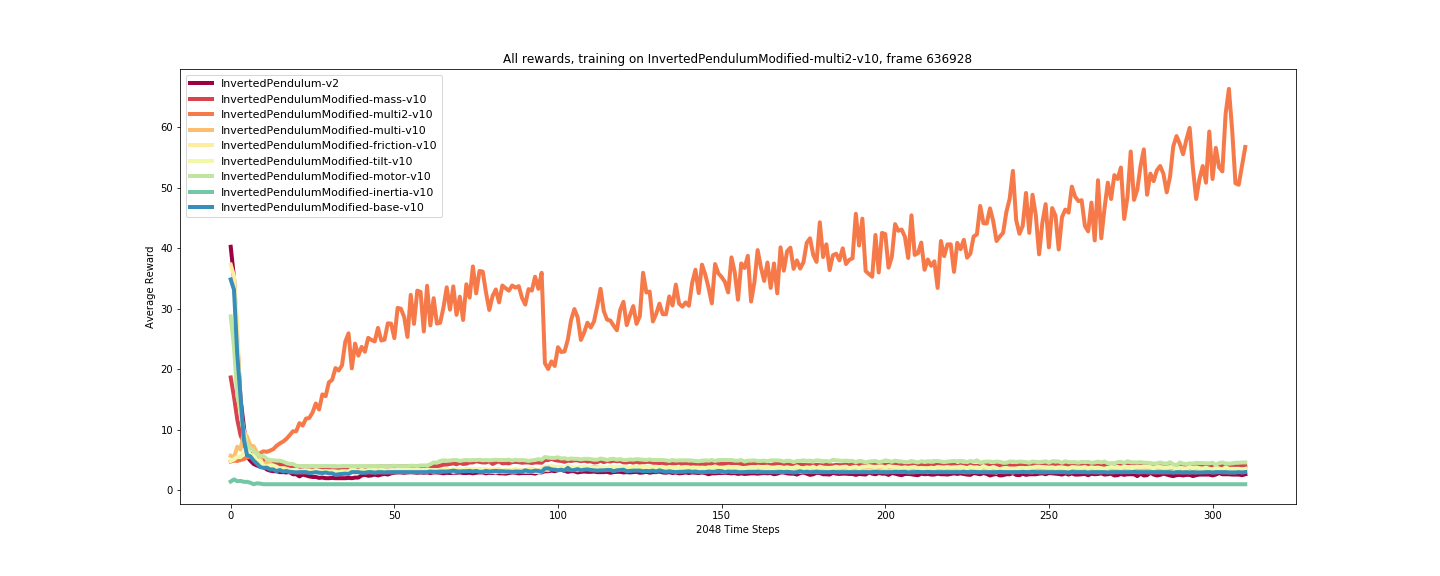 All rewards, training on InvertedPendulumModified-multi2-v10, frame 636928
InvertedPendulum-v2
InvertedPendulumModified-mass-v10
InvertedPendulumModified-multi2-v10
InvertedPendulumModified-multi-v10
InvertedPendulumModified-friction-v10
InvertedPendulumModified-tilt-v10
InvertedPendulumModified-motor-v10
InvertedPendulumModified-inertia-v10
InvertedPendulumModified-base-v10
Average Reward
60
50
40
30
20
10
0
0 50 100 150 200 250 300
2048 Time Steps